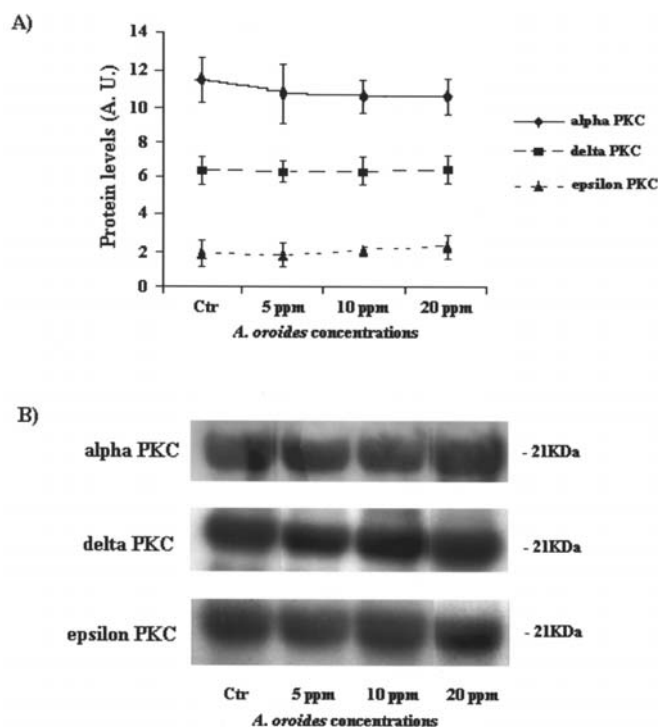 A)
Protein levels (A. U.)
14
12
10
8
6
4
2
0
Ctr 5 ppm 10 ppm 20 ppm
A. oroides concentrations
alpha PKC
delta PKC
epsilon PKC
B)
alpha PKC - 21KDa
delta PKC - 21KDa
epsilon PKC - 21KDa
Ctr 5 ppm 10 ppm 20 ppm
A. oroides concentrations